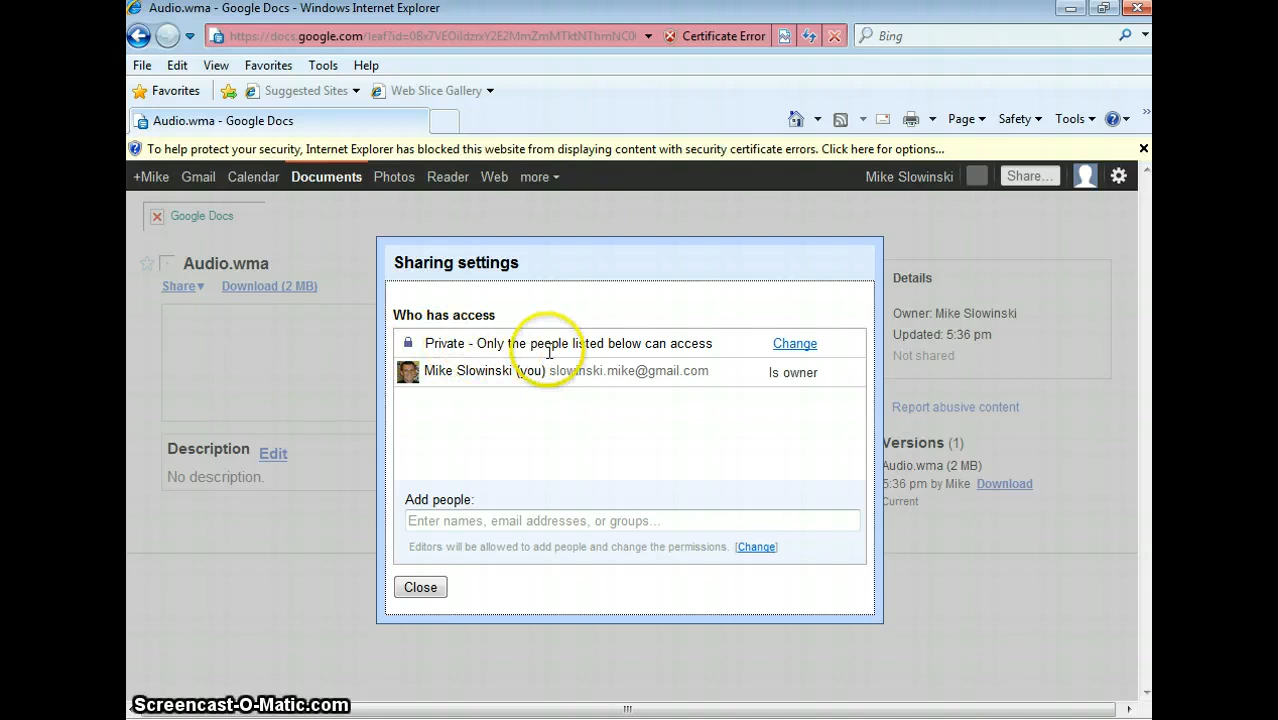 Audio.wma - Google Docs - Windows Internet Explorer
Certificate Error
Bing
File Edit View Favorites Tools Help
Favorites Suggested Sites Web Slice Gallery
Audio.wma - Google Docs
Page Safety Tools
To help protect your security, Internet Explorer has blocked this website from displaying content with security certificate errors. Click here for options...
+Mike Gmail Calendar Documents Photos Reader Web more Mike Slowinski Share...
Google Docs
Audio.wma
Share Download (2 MB)
Description Edit
No description.
Sharing settings
Who has access
Private - Only the people listed below can access Change
Mike Slowinski (you) slowinski.mike@gmail.com Is owner
Add people:
Enter names, email addresses, or groups...
Editors will be allowed to add people and change the permissions. [Change]
Close
Details
Owner: Mike Slowinski
Updated: 5:36 pm
Not shared
Report abusive content
Versions (1)
Audio.wma (2 MB)
5:36 pm by Mike Download
Current
Screencast-O-Matic.com